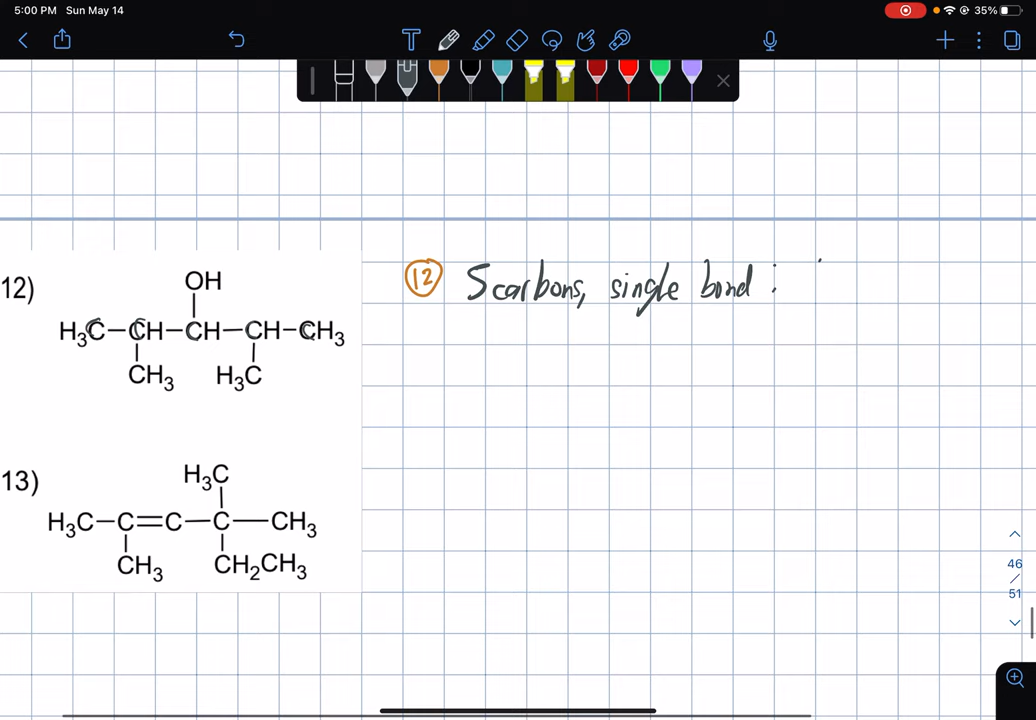 5:00 PM Sun May 14
35%
T
12)
OH
H₃C-CH-CH-CH-CH₃
CH₃ H₃C
12 5 carbons, single bond :
13)
H₃C
H₃C-C=C-C-CH₃
CH₃ CH₂CH₃
46
/
51